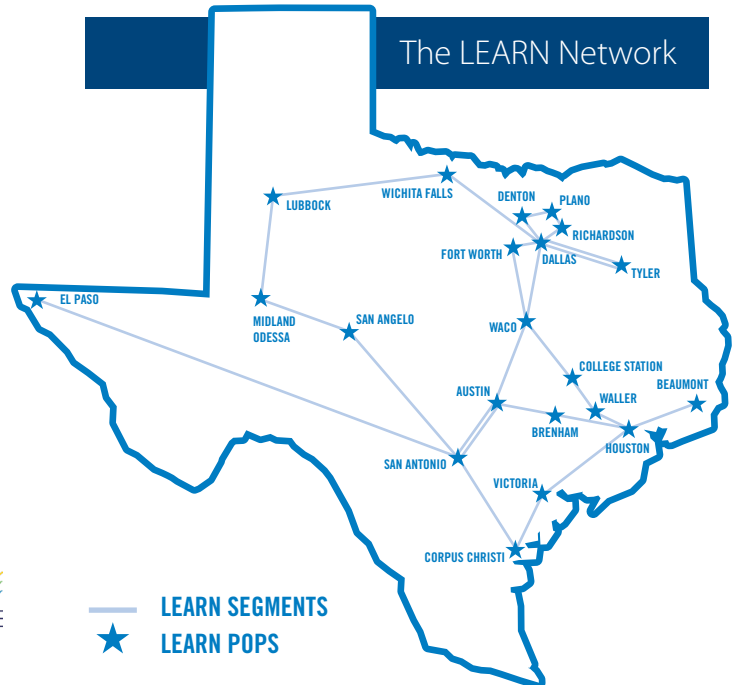 The LEARN Network
WICHITA FALLS
LUBBOCK
DENTON
PLANO
RICHARDSON
FORT WORTH
DALLAS
TYLER
EL PASO
MIDLAND
ODESSA
SAN ANGELO
WACO
COLLEGE STATION
BEAUMONT
AUSTIN
WALLER
BRENHAM
HOUSTON
SAN ANTONIO
VICTORIA
CORPUS CHRISTI
LEARN SEGMENTS
LEARN POPS